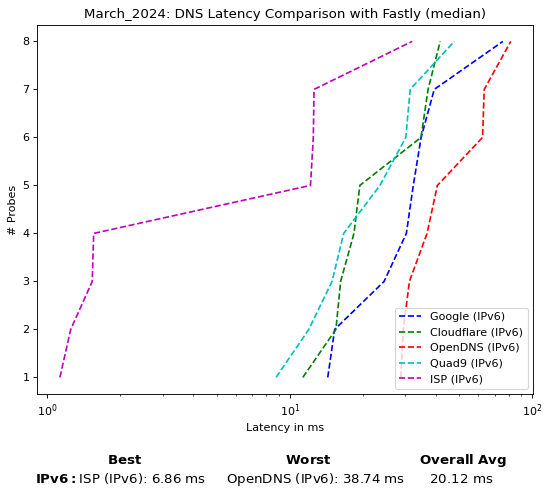 March_2024: DNS Latency Comparison with Fastly (median)
8
7
6
5
4
3
2
1
# Probes
Google (IPv6)
Cloudflare (IPv6)
OpenDNS (IPv6)
Quad9 (IPv6)
ISP (IPv6)
10⁰ 10¹ 10²
Latency in ms
Best Worst Overall Avg
IPv6: ISP (IPv6): 6.86 ms OpenDNS (IPv6): 38.74 ms 20.12 ms